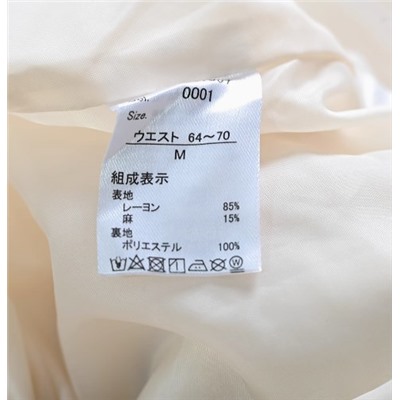 0001
Size.
ウエスト 64～70
M
組成表示
表地
レーヨン 85%
麻 15%
裏地
ポリエステル 100%